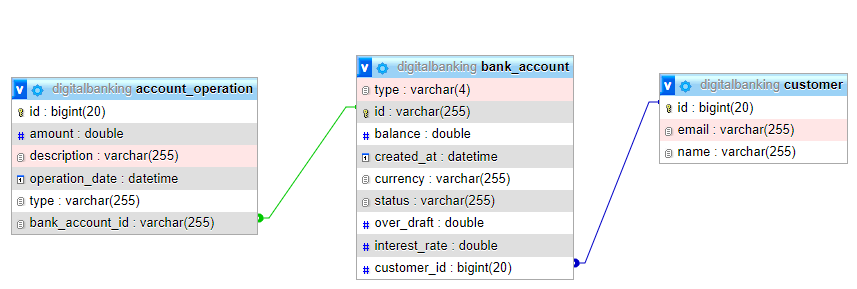 digitalbanking account_operation
id : bigint(20)
amount : double
description : varchar(255)
operation_date : datetime
type : varchar(255)
bank_account_id : varchar(255)
digitalbanking bank_account
type : varchar(4)
id : varchar(255)
balance : double
created_at : datetime
currency : varchar(255)
status : varchar(255)
over_draft : double
interest_rate : double
customer_id : bigint(20)
digitalbanking customer
id : bigint(20)
email : varchar(255)
name : varchar(255)